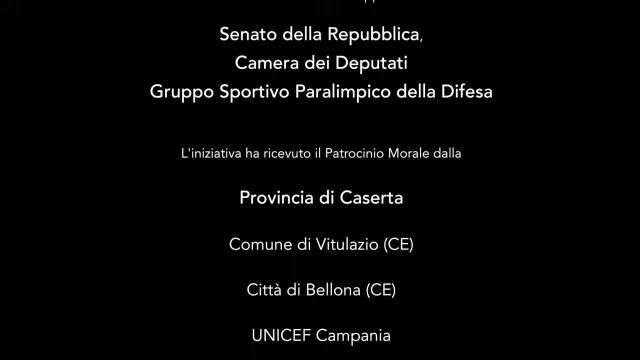 Senato della Repubblica,
Camera dei Deputati
Gruppo Sportivo Paralimpico della Difesa
L'iniziativa ha ricevuto il Patrocinio Morale dalla
Provincia di Caserta
Comune di Vitulazio (CE)
Città di Bellona (CE)
UNICEF Campania